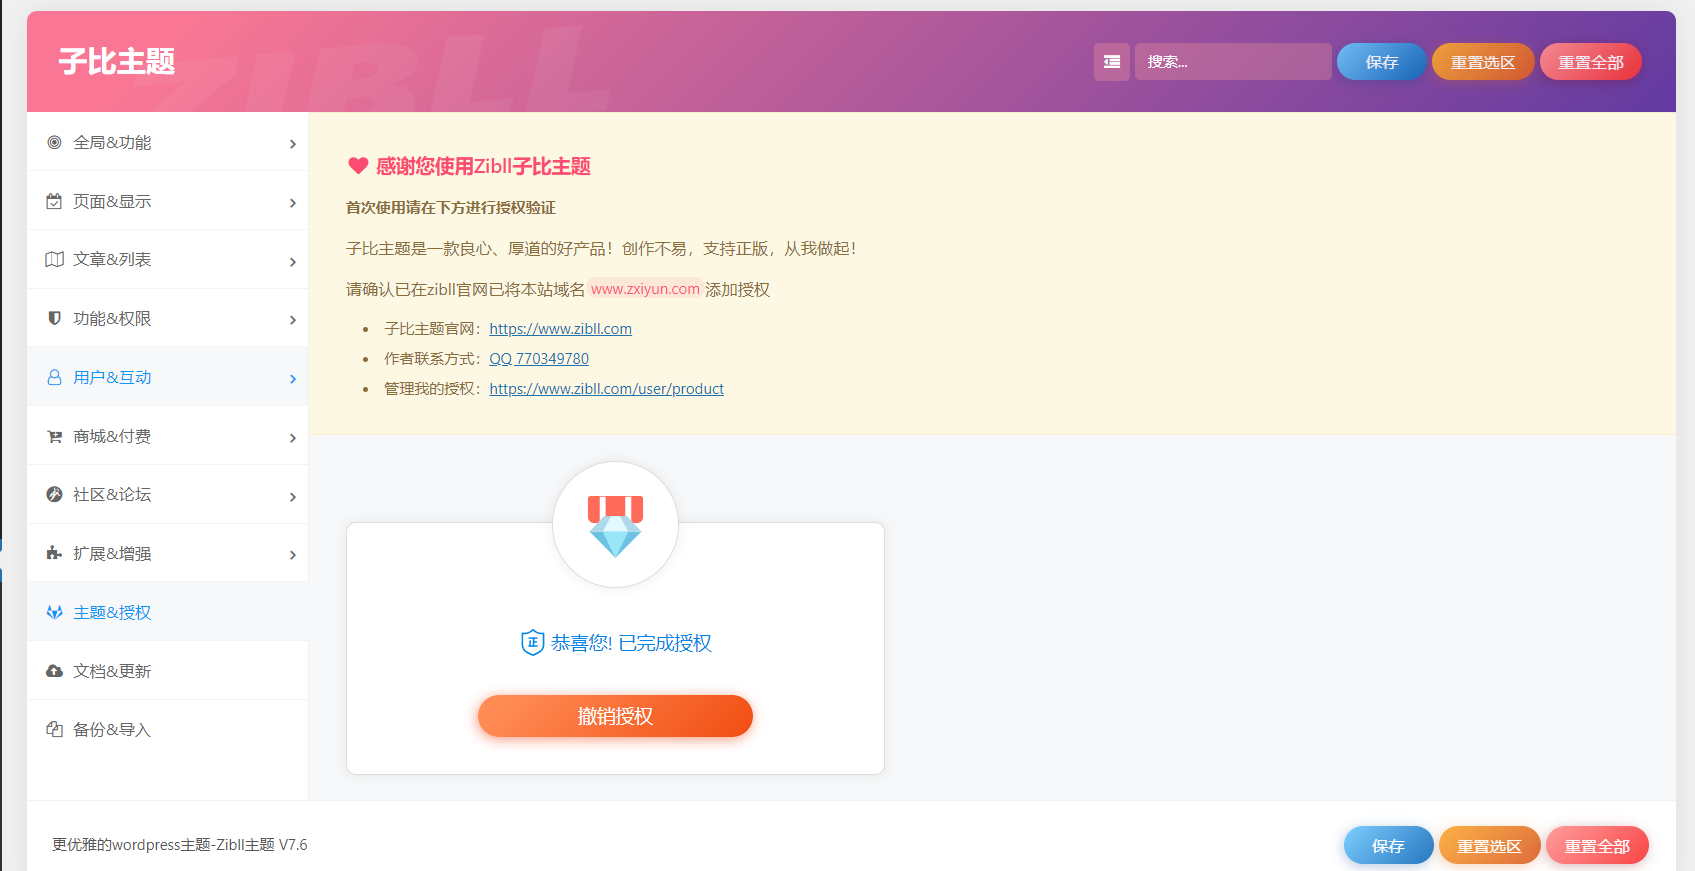 子比主题
ZIBLL
搜索...
保存
重置选区
重置全部
全局&功能
页面&显示
文章&列表
功能&权限
用户&互动
商城&付费
社区&论坛
扩展&增强
主题&授权
文档&更新
备份&导入
感谢您使用Zibll子比主题
首次使用请在下方进行授权验证
子比主题是一款良心、厚道的好产品！创作不易，支持正版，从我做起！
请确认已在zibll官网已将本站域名 www.zxiyun.com 添加授权
子比主题官网：https://www.zibll.com
作者联系方式：QQ 770349780
管理我的授权：https://www.zibll.com/user/product
正 恭喜您! 已完成授权
撤销授权
更优雅的wordpress主题-Zibll主题 V7.6
保存
重置选区
重置全部